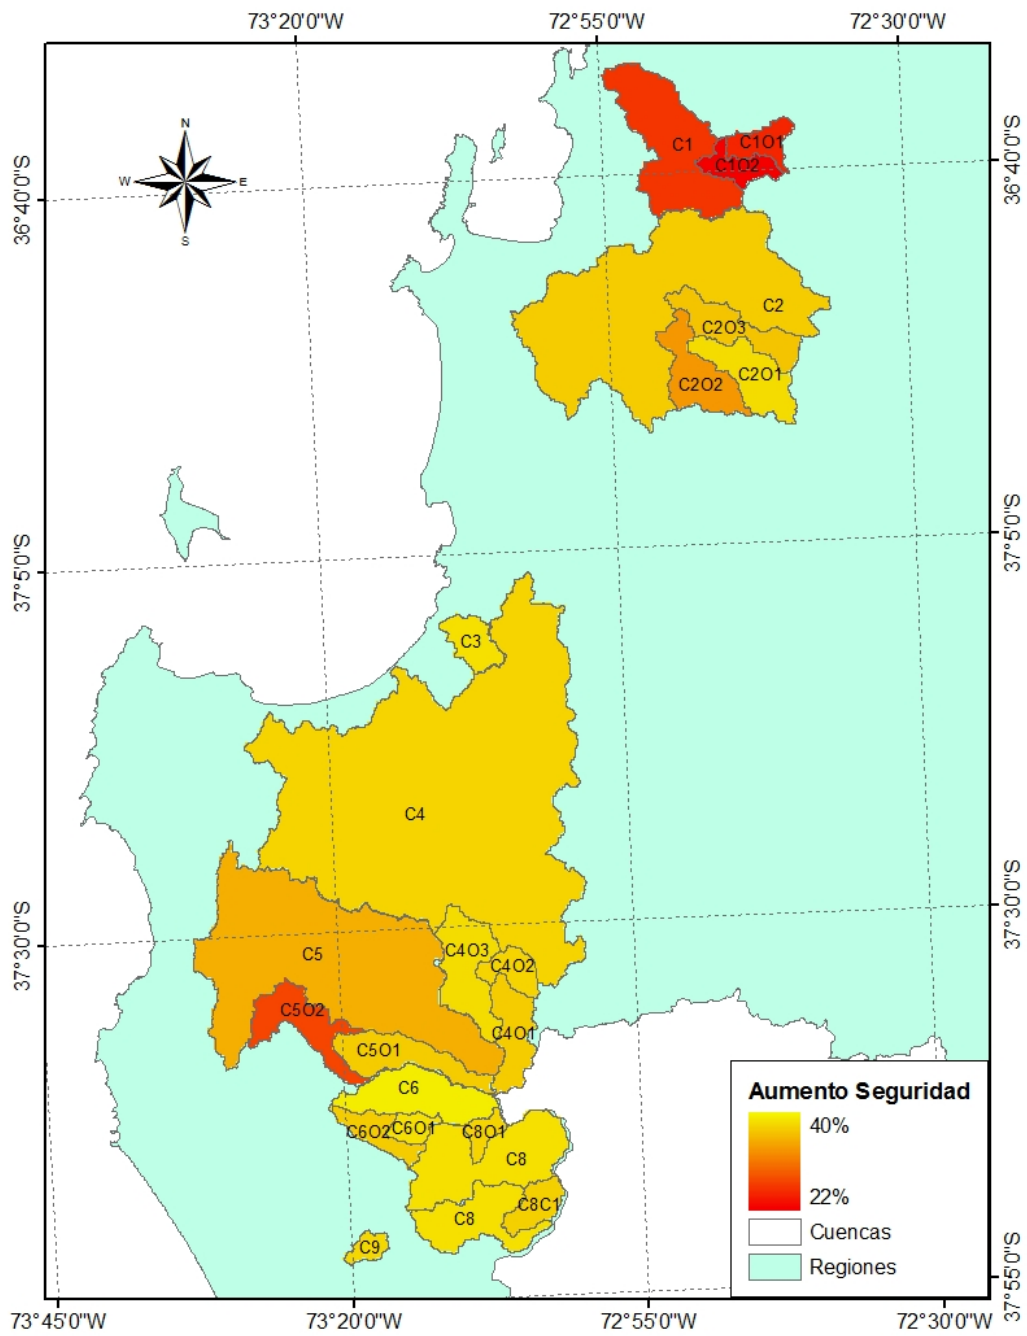 73°20'0"W 72°55'0"W 72°30'0"W
36°40'0"S
36°40'0"S
N
W E
S
C1
C1O1
C1O2
C2
C2O3
C2O1
C2O2
37°5'0"S
37°5'0"S
C3
C4
37°30'0"S
37°30'0"S
C4O3
C5
C4O2
C5O2
C4O1
C5O1
C6
C6O2
C6O1
C8O1
C8
C8C1
C8
C9
Aumento Seguridad
40%
22%
Cuencas
Regiones
37°55'0"S
73°45'0"W 73°20'0"W 72°55'0"W 72°30'0"W